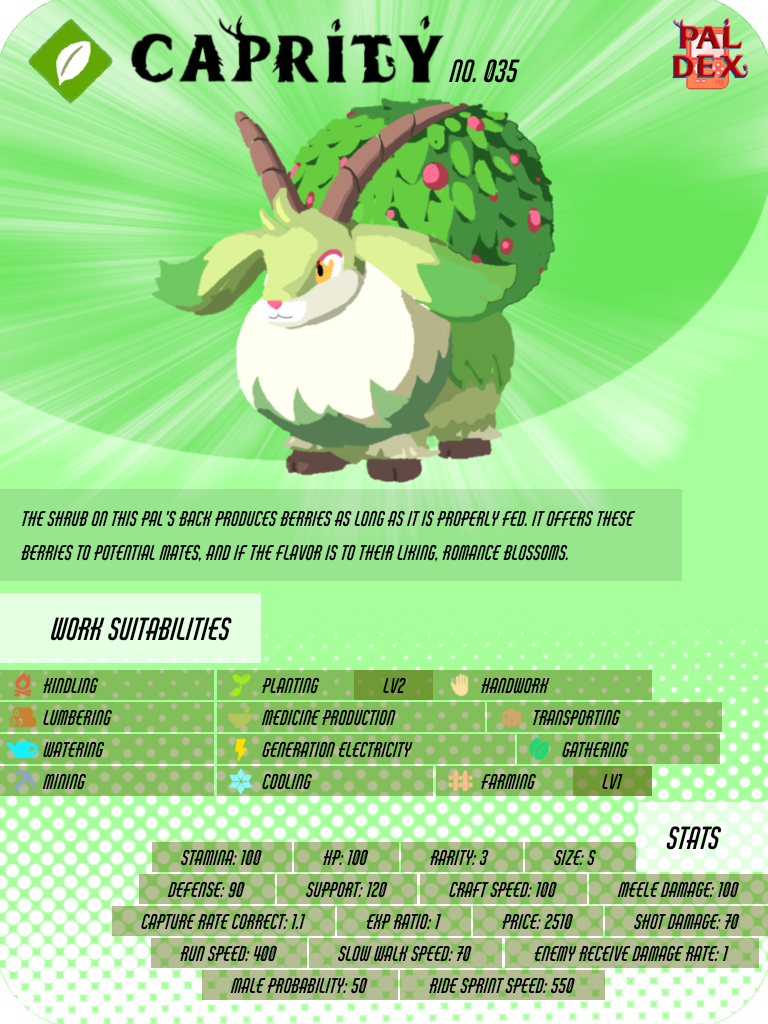 CAPRITY NO. 035
PAL
DEX
THE SHRUB ON THIS PAL'S BACK PRODUCES BERRIES AS LONG AS IT IS PROPERLY FED. IT OFFERS THESE
BERRIES TO POTENTIAL MATES, AND IF THE FLAVOR IS TO THEIR LIKING, ROMANCE BLOSSOMS.
WORK SUITABILITIES
KINDLING PLANTING LV2 HANDWORK
LUMBERING MEDICINE PRODUCTION TRANSPORTING
WATERING GENERATION ELECTRICITY GATHERING
MINING COOLING FARMING LV1
STATS
STAMINA: 100 HP: 100 RARITY: 3 SIZE: S
DEFENSE: 90 SUPPORT: 120 CRAFT SPEED: 100 MEELE DAMAGE: 100
CAPTURE RATE CORRECT: 1.1 EXP RATIO: 1 PRICE: 2510 SHOT DAMAGE: 70
RUN SPEED: 400 SLOW WALK SPEED: 70 ENEMY RECEIVE DAMAGE RATE: 1
MALE PROBABILITY: 50 RIDE SPRINT SPEED: 550